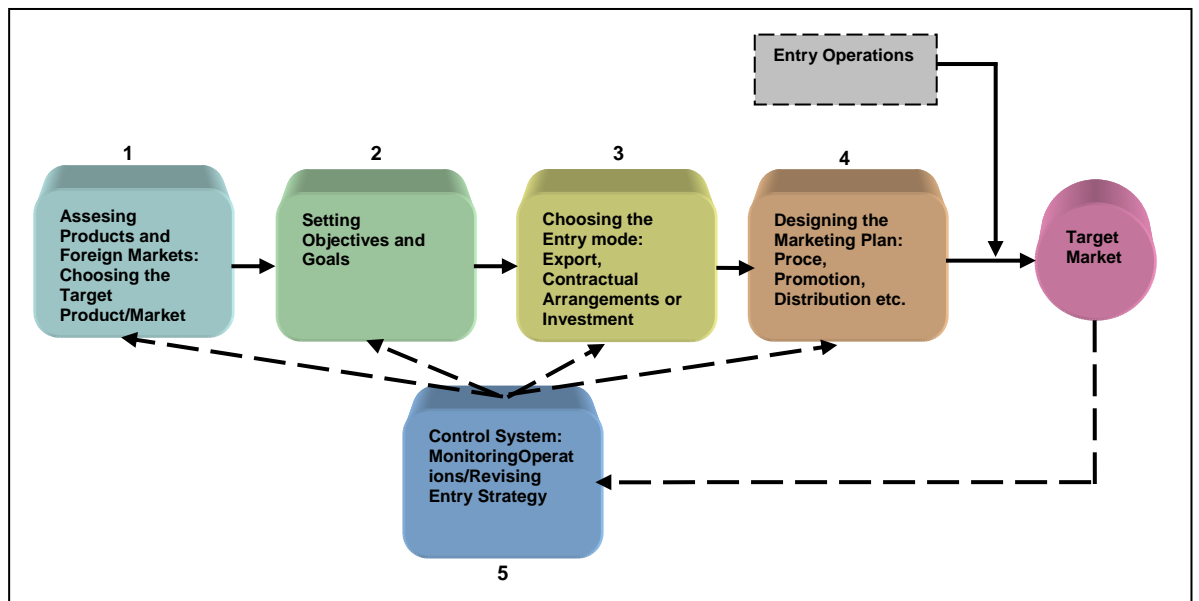 Entry Operations
1
2
3
4
Assesing
Products and
Foreign Markets:
Choosing the
Target
Product/Market
Setting
Objectives and
Goals
Choosing the
Entry mode:
Export,
Contractual
Arrangements or
Investment
Designing the
Marketing Plan:
Proce,
Promotion,
Distribution etc.
Target
Market
Control System:
MonitoringOperat
ions/Revising
Entry Strategy
5